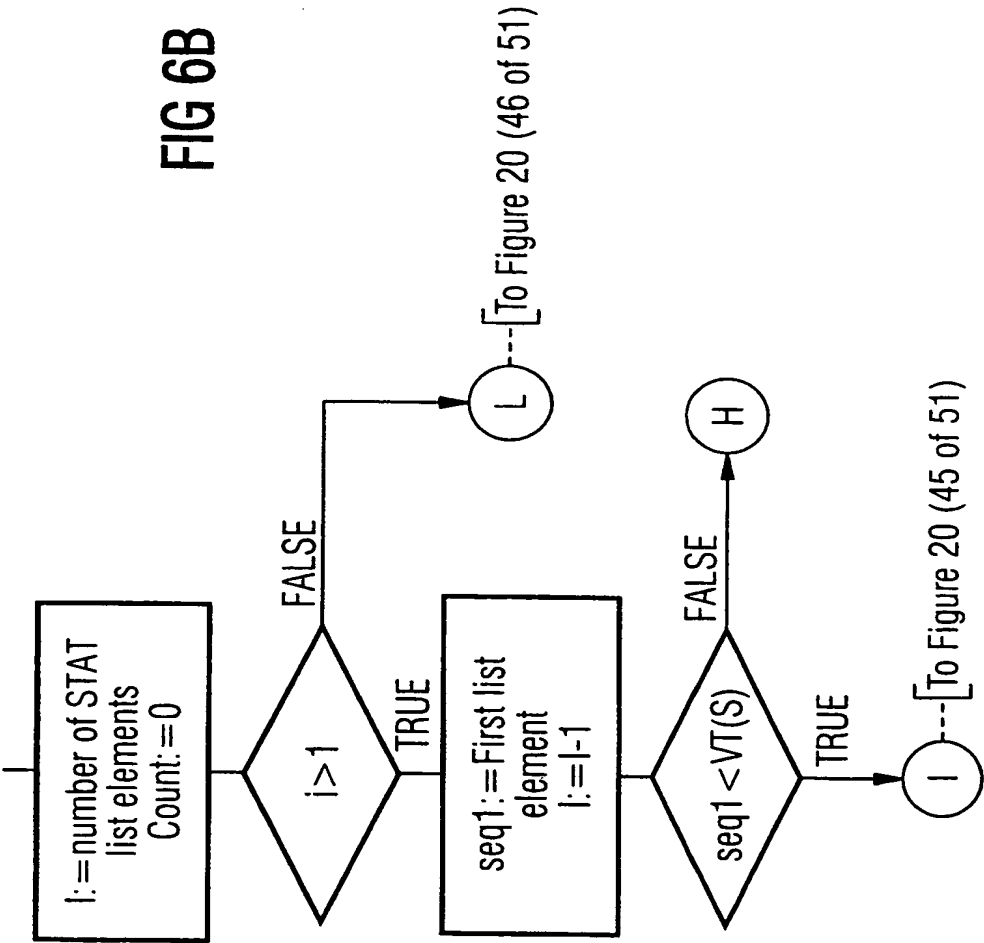 FIG 6B
I:=number of STAT
list elements
Count:=0
i>1
FALSE
TRUE
L
[To Figure 20 (46 of 51)
seq1:=First list
element
I:=I-1
seq1<VT(S)
FALSE
H
TRUE
I
[To Figure 20 (45 of 51)